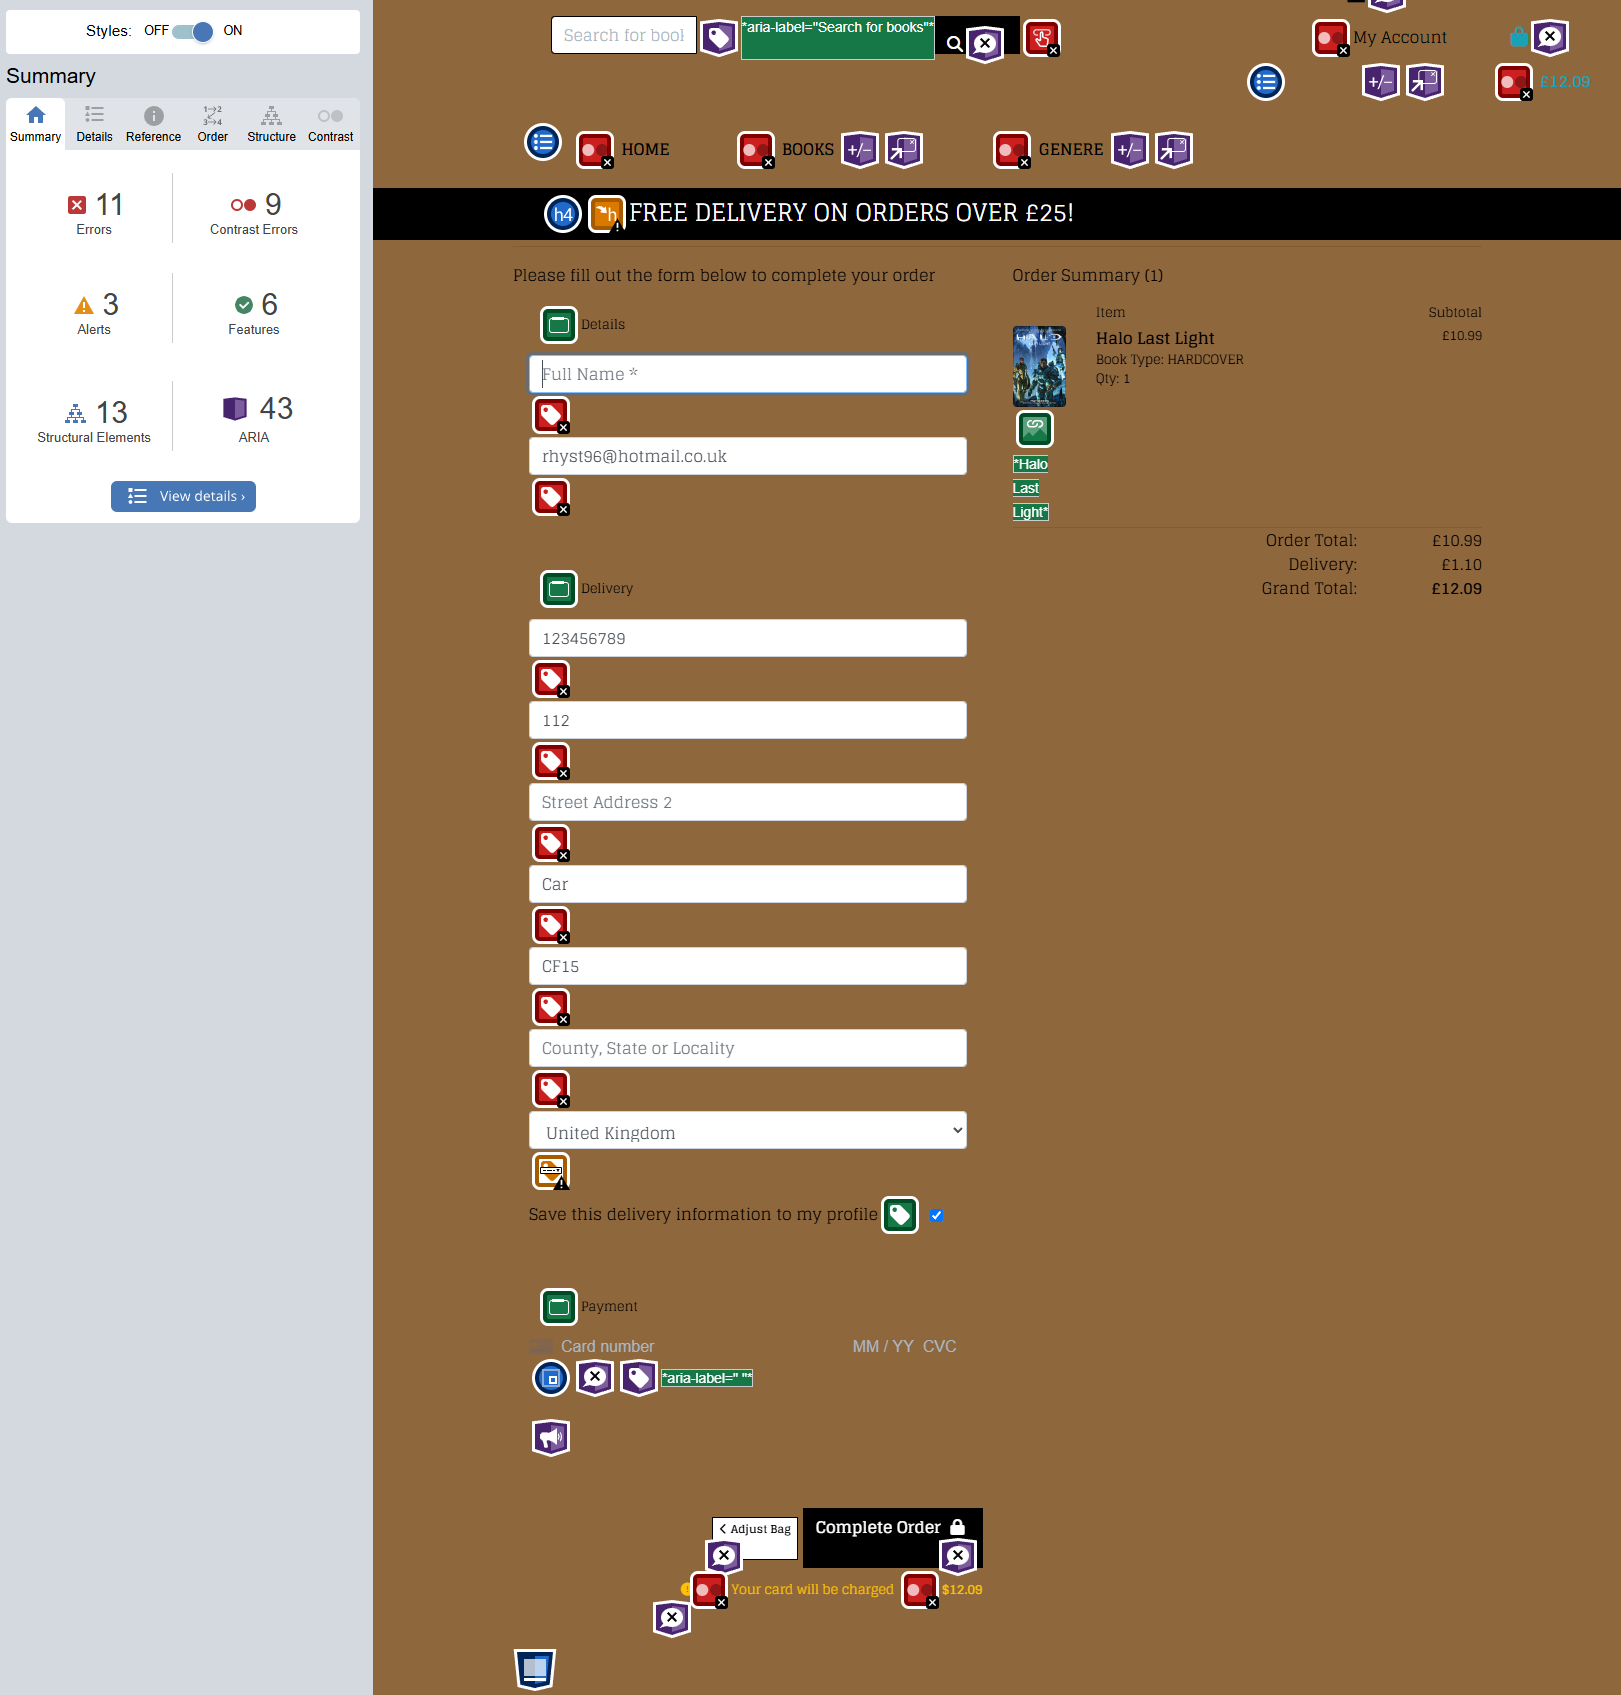 Styles: OFF ON
Summary
Summary Details Reference Order Structure Contrast
11 Errors
9 Contrast Errors
3 Alerts
6 Features
13 Structural Elements
43 ARIA
View details ›
Search for bool
*aria-label="Search for books"*
My Account
£12.09
HOME
BOOKS
GENERE
h4 h FREE DELIVERY ON ORDERS OVER £25!
Please fill out the form below to complete your order
Details
Full Name *
rhyst96@hotmail.co.uk
Delivery
123456789
112
Street Address 2
Car
CF15
County, State or Locality
United Kingdom
Save this delivery information to my profile
Payment
Card number MM / YY CVC
*aria-label=" "*
Adjust Bag
Complete Order
Your card will be charged $12.09
Order Summary (1)
Item Subtotal
Halo Last Light £10.99
Book Type: HARDCOVER
Qty: 1
HALO
*Halo
Last
Light*
Order Total: £10.99
Delivery: £1.10
Grand Total: £12.09